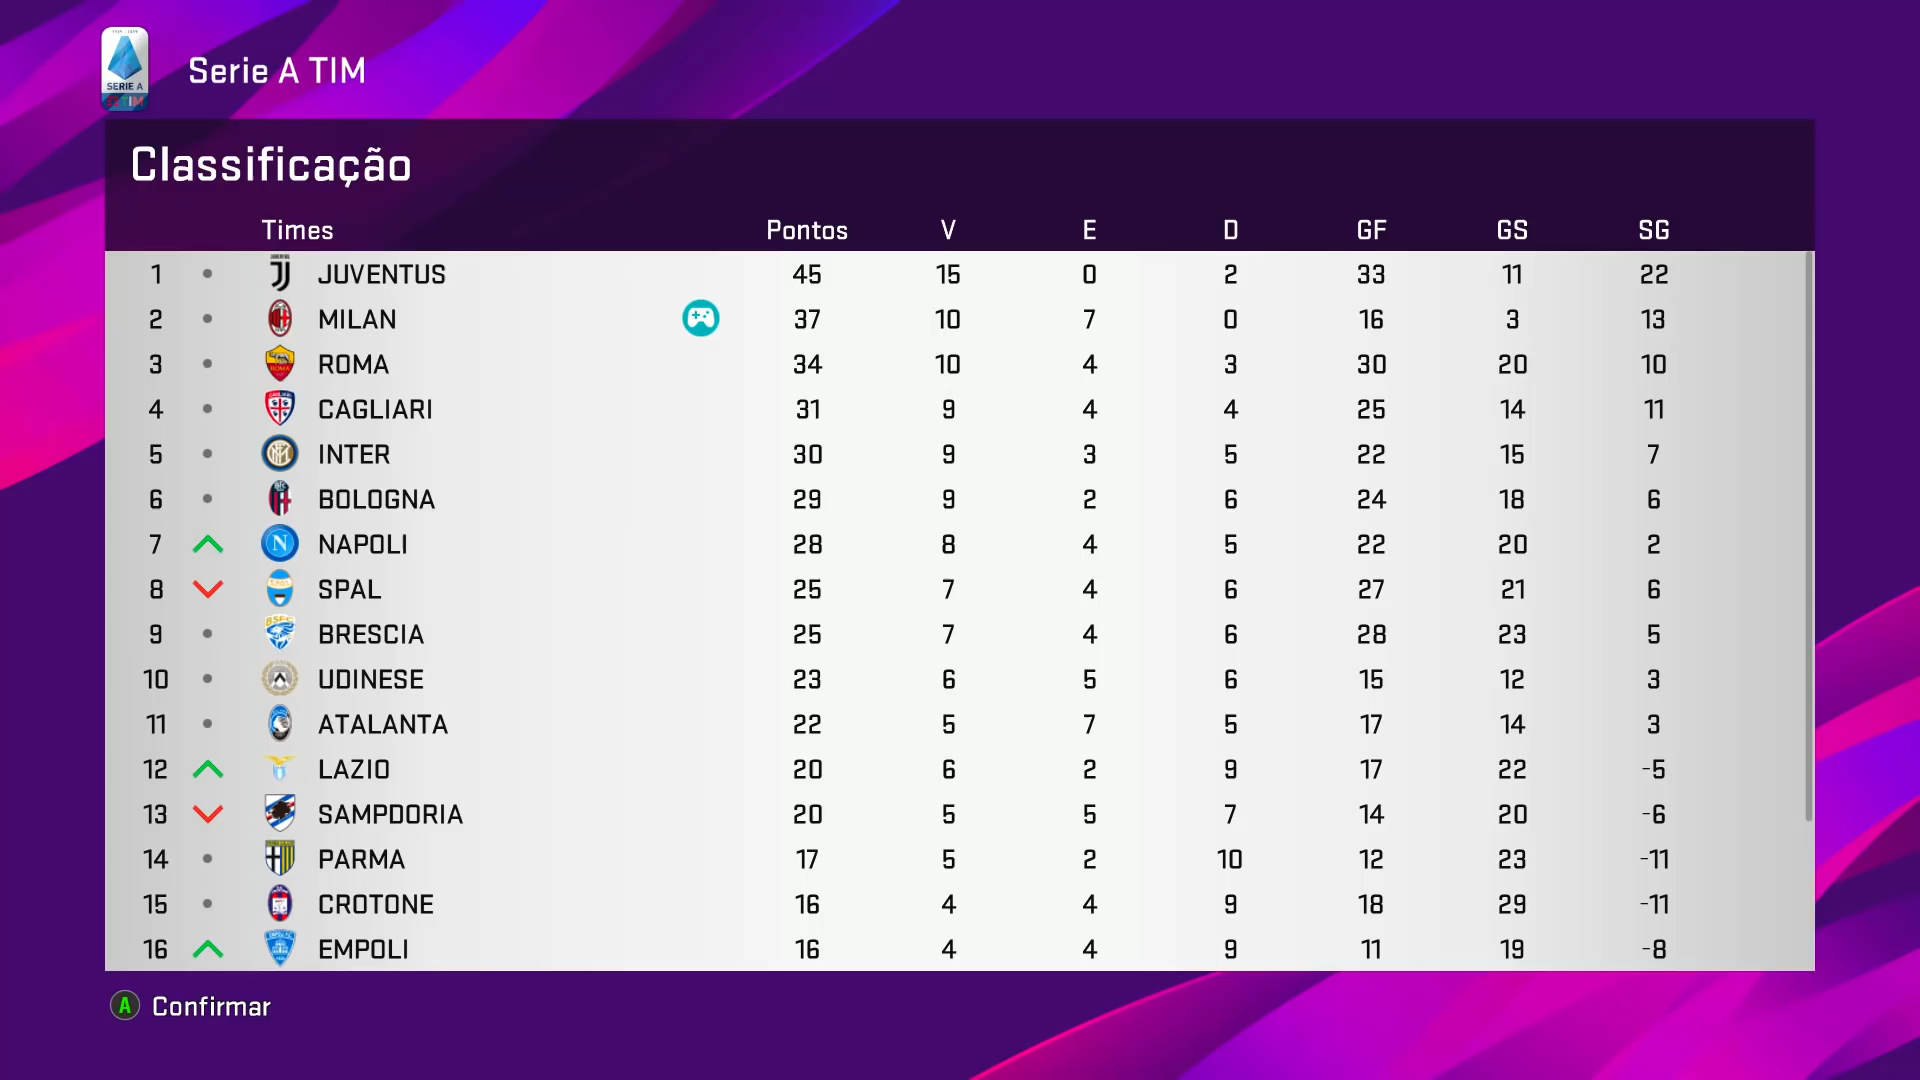 SERIE A
TIM
Serie A TIM
Classificação
Times Pontos V E D GF GS SG
1 JUVENTUS 45 15 0 2 33 11 22
2 MILAN 37 10 7 0 16 3 13
3 ROMA 34 10 4 3 30 20 10
4 CAGLIARI 31 9 4 4 25 14 11
5 INTER 30 9 3 5 22 15 7
6 BOLOGNA 29 9 2 6 24 18 6
7 NAPOLI 28 8 4 5 22 20 2
8 SPAL 25 7 4 6 27 21 6
9 BRESCIA 25 7 4 6 28 23 5
10 UDINESE 23 6 5 6 15 12 3
11 ATALANTA 22 5 7 5 17 14 3
12 LAZIO 20 6 2 9 17 22 -5
13 SAMPDORIA 20 5 5 7 14 20 -6
14 PARMA 17 5 2 10 12 23 -11
15 CROTONE 16 4 4 9 18 29 -11
16 EMPOLI 16 4 4 9 11 19 -8
A Confirmar